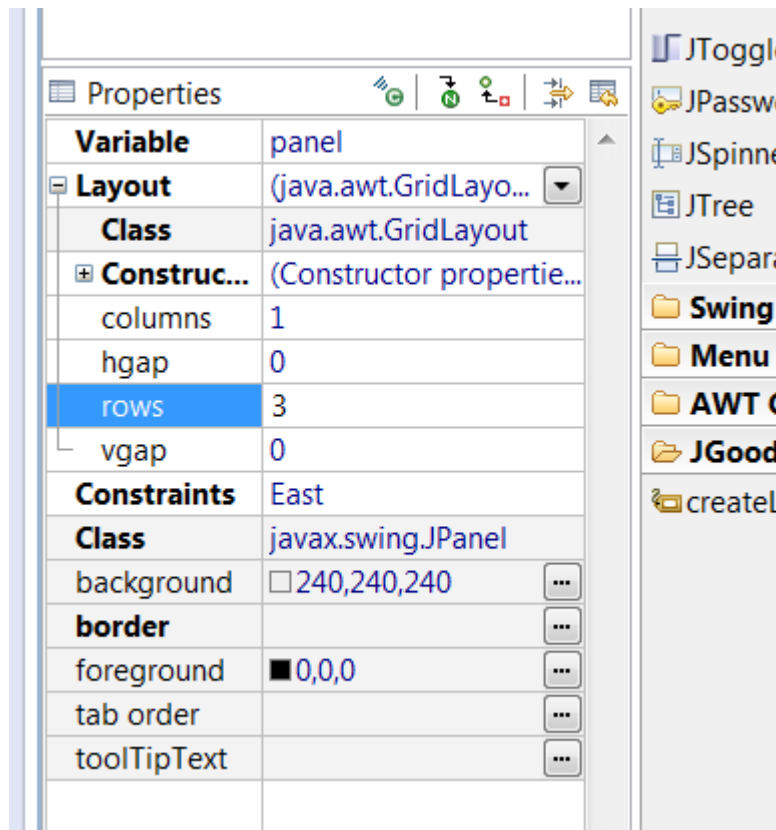 Properties
Variable panel
Layout (java.awt.GridLayo...
Class java.awt.GridLayout
Construc... (Constructor propertie...
columns 1
hgap 0
rows 3
vgap 0
Constraints East
Class javax.swing.JPanel
background 240,240,240 ...
border ...
foreground 0,0,0 ...
tab order ...
toolTipText ...
JToggl
JPassw
JSpinne
JTree
JSepar
Swing
Menu
AWT
JGood
createL